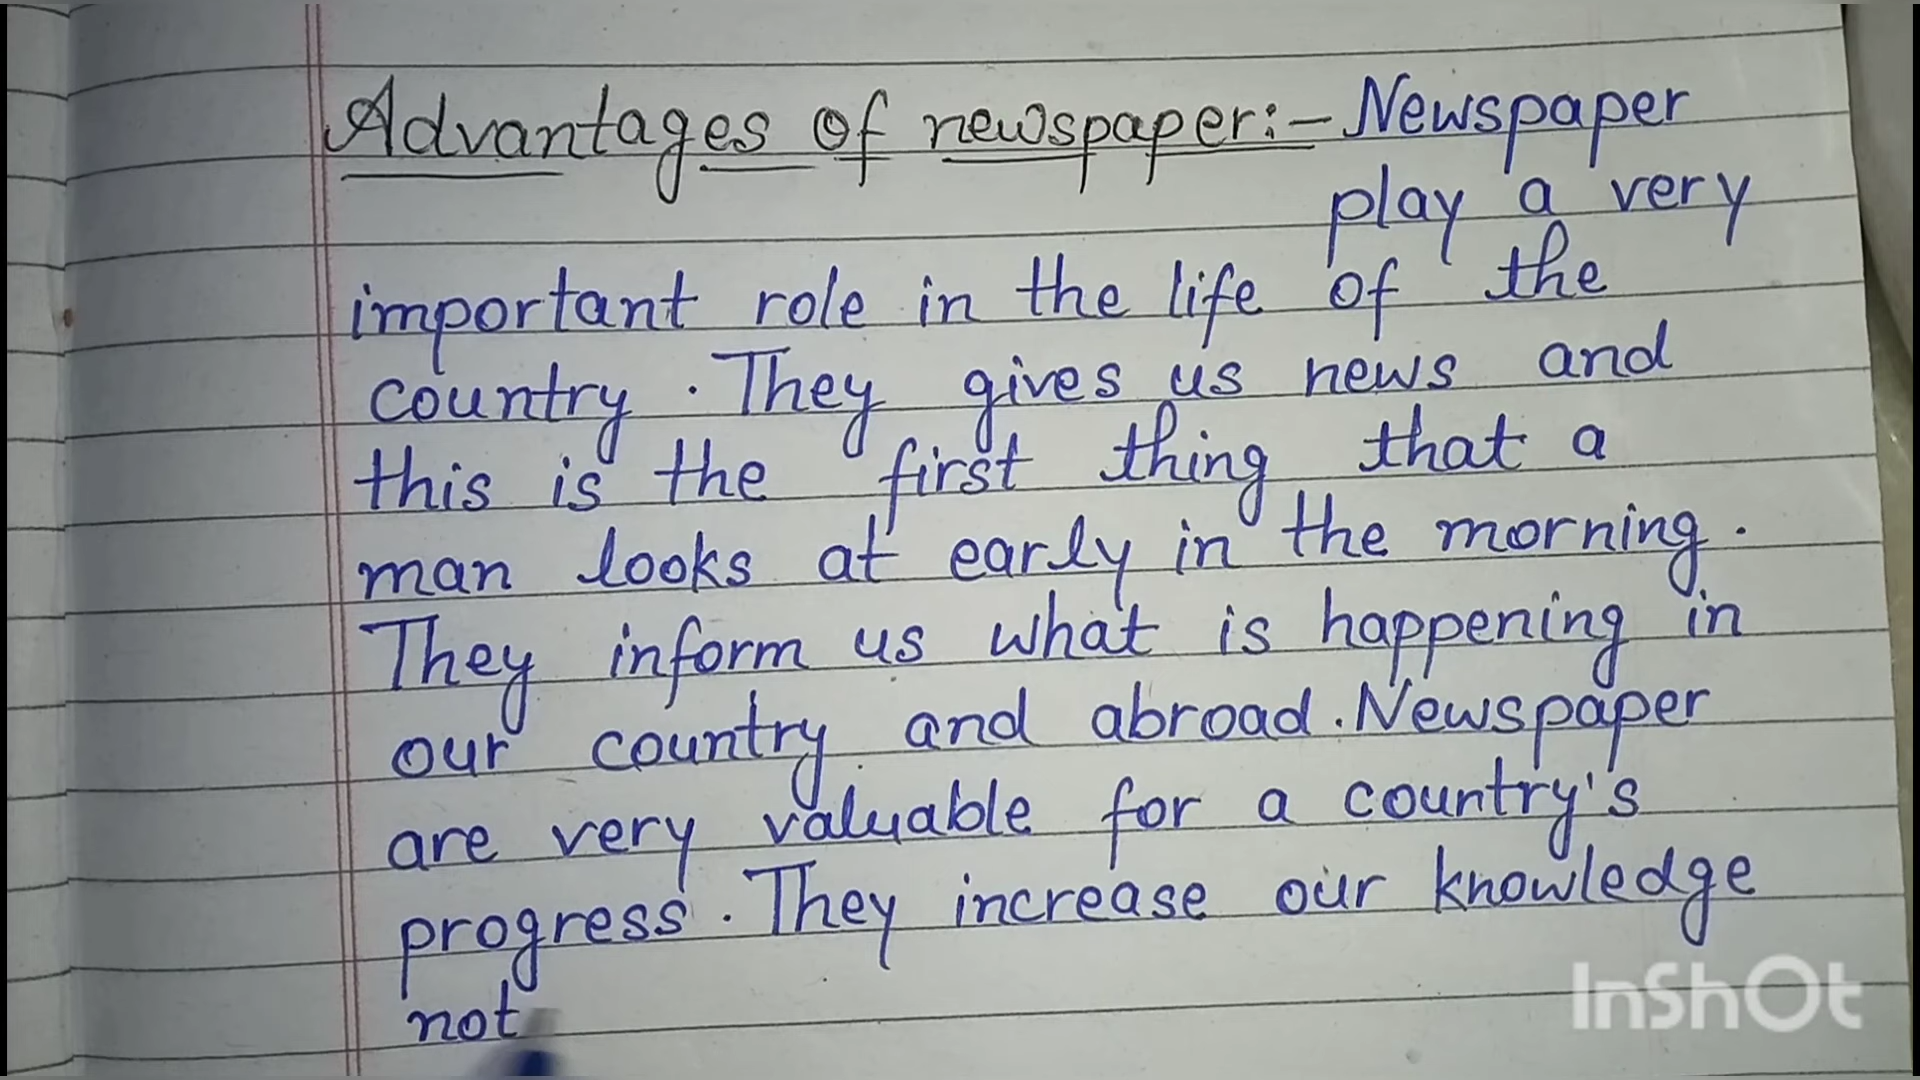 Advantages of newspaper:- Newspaper
play a very
important role in the life of the
country. They gives us news and
this is the first thing that a
man looks at early in the morning.
They inform us what is happening in
our country and abroad. Newspaper
are very valuable for a country's
progress. They increase our knowledge
not
InShOt